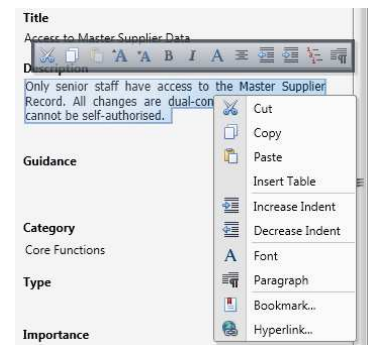 Title
Access to Master Supplier Data
Description
Only senior staff have access to the Master Supplier
Record. All changes are dual-con
cannot be self-authorised.
Guidance
Category
Core Functions
Type
Importance
Cut
Copy
Paste
Insert Table
Increase Indent
Decrease Indent
Font
Paragraph
Bookmark...
Hyperlink...